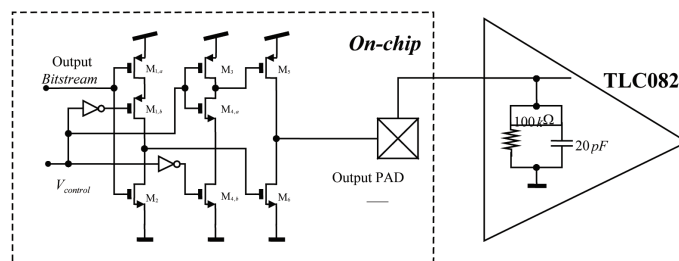 On-chip
Output
Bitstream
M1,a
M3
M5
TLC082
M1,b
M4,a
100kΩ
20pF
Vcontrol
M2
M4,b
M6
Output PAD